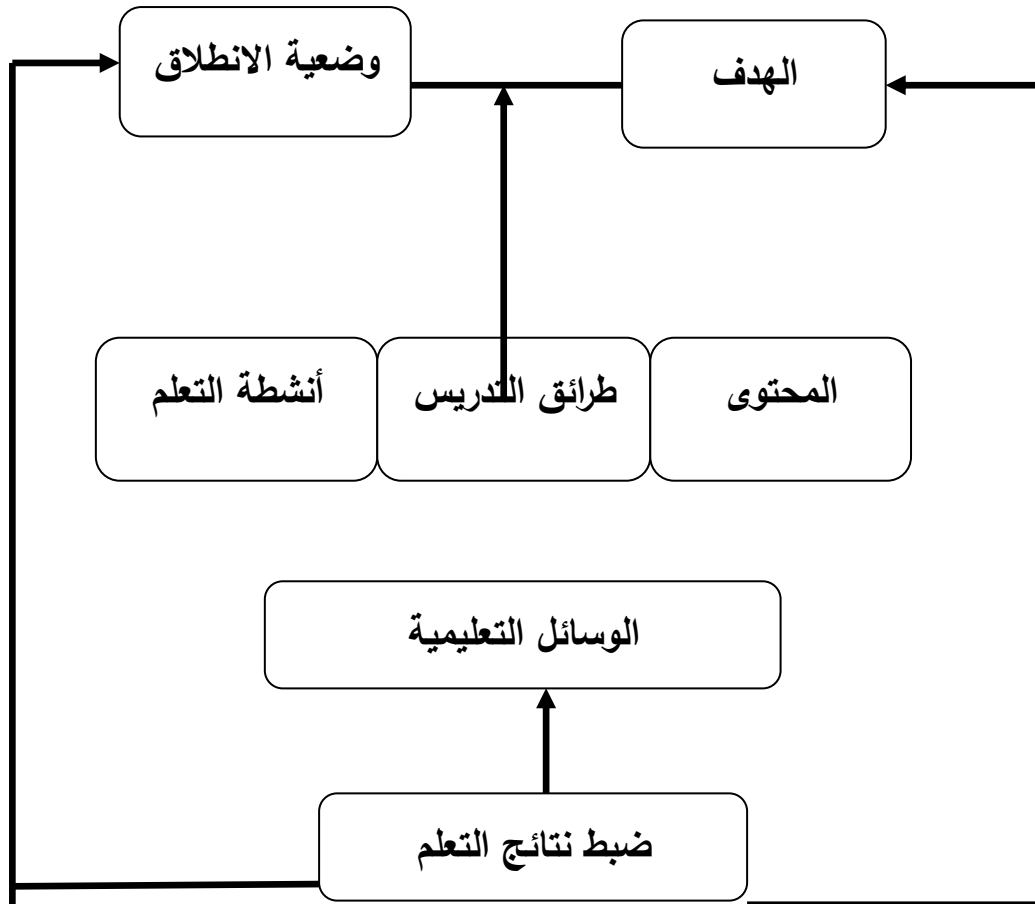 الهدف
وضعية الانطلاق
المحتوى
طرائق التدريس
أنشطة التعلم
الوسائل التعليمية
ضبط نتائج التعلم